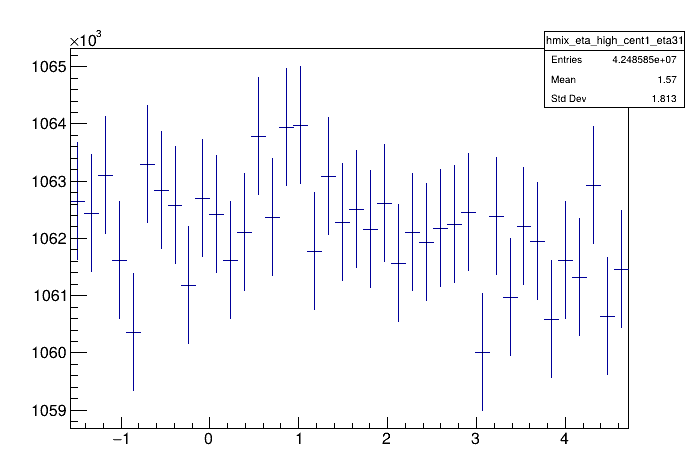 ×10³
hmix_eta_high_cent1_eta31
Entries 4.248585e+07
Mean 1.57
Std Dev 1.813
1065
1064
1063
1062
1061
1060
1059
−1 0 1 2 3 4